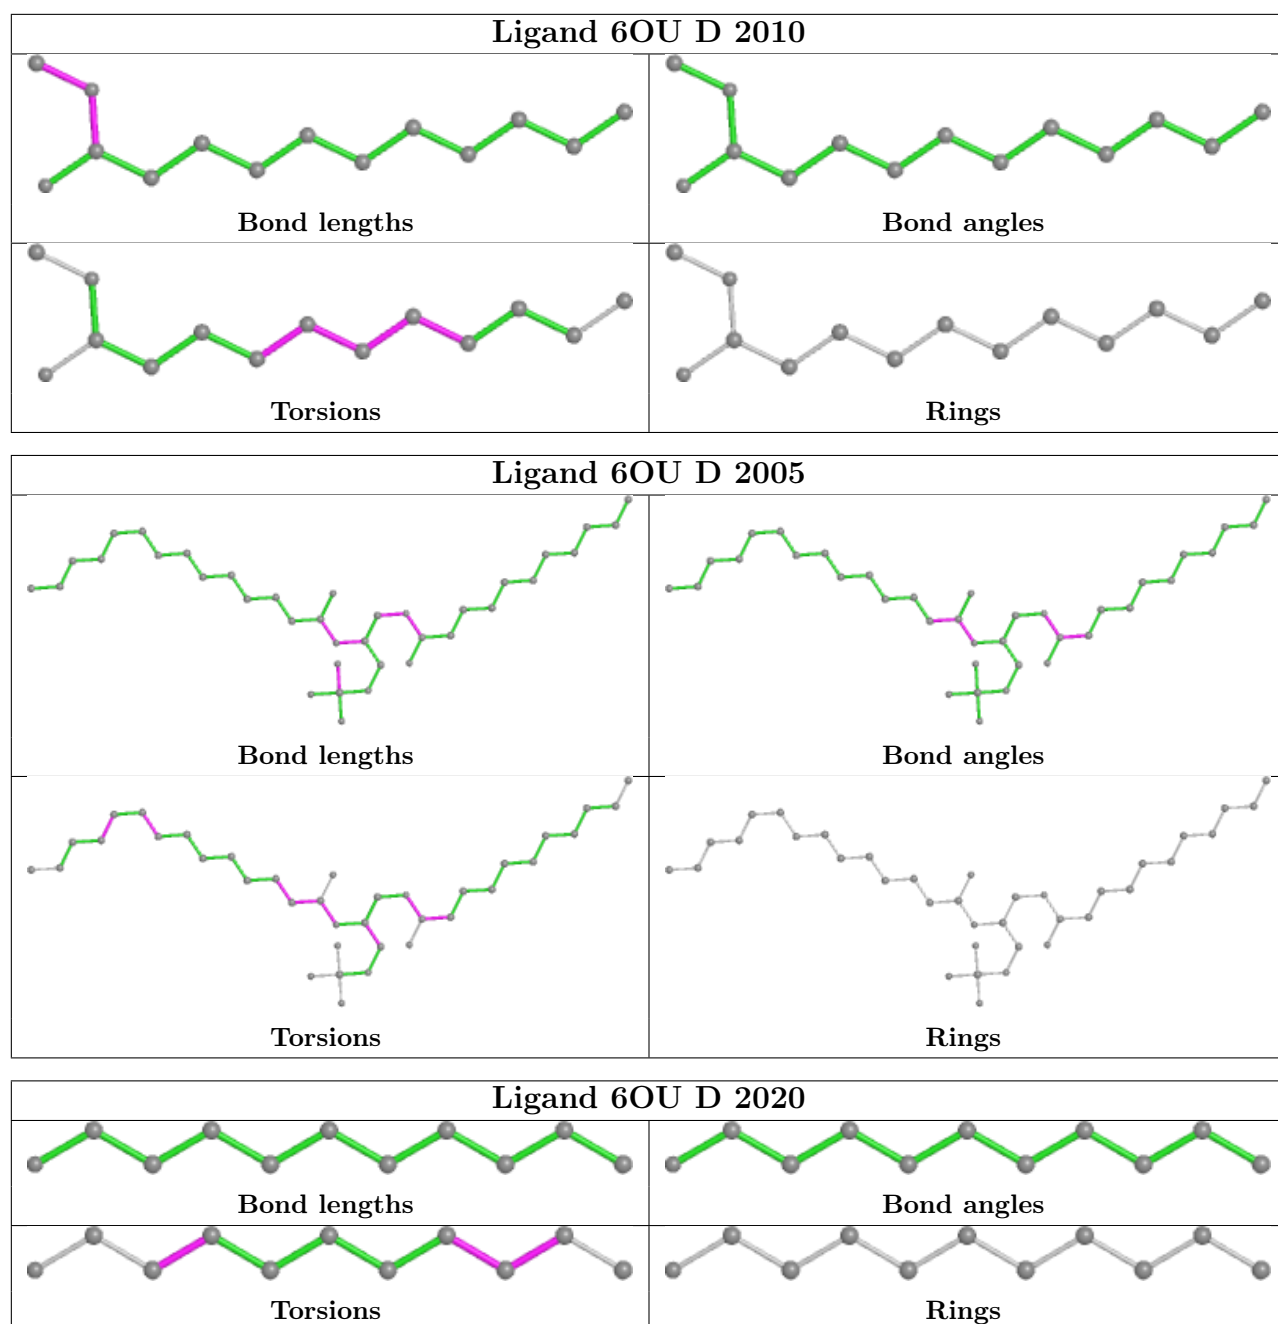 Ligand 6OU D 2010
Bond lengths
Bond angles
Torsions
Rings
Ligand 6OU D 2005
Bond lengths
Bond angles
Torsions
Rings
Ligand 6OU D 2020
Bond lengths
Bond angles
Torsions
Rings